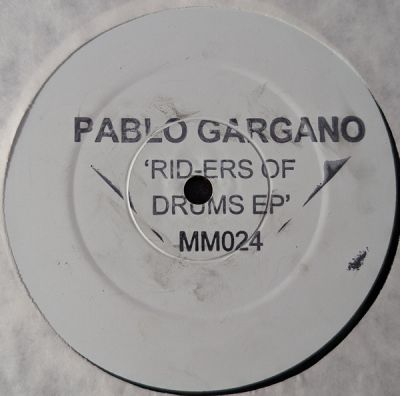 PABLO GARGANO
'RID-ERS OF
DRUMS EP'
MM024